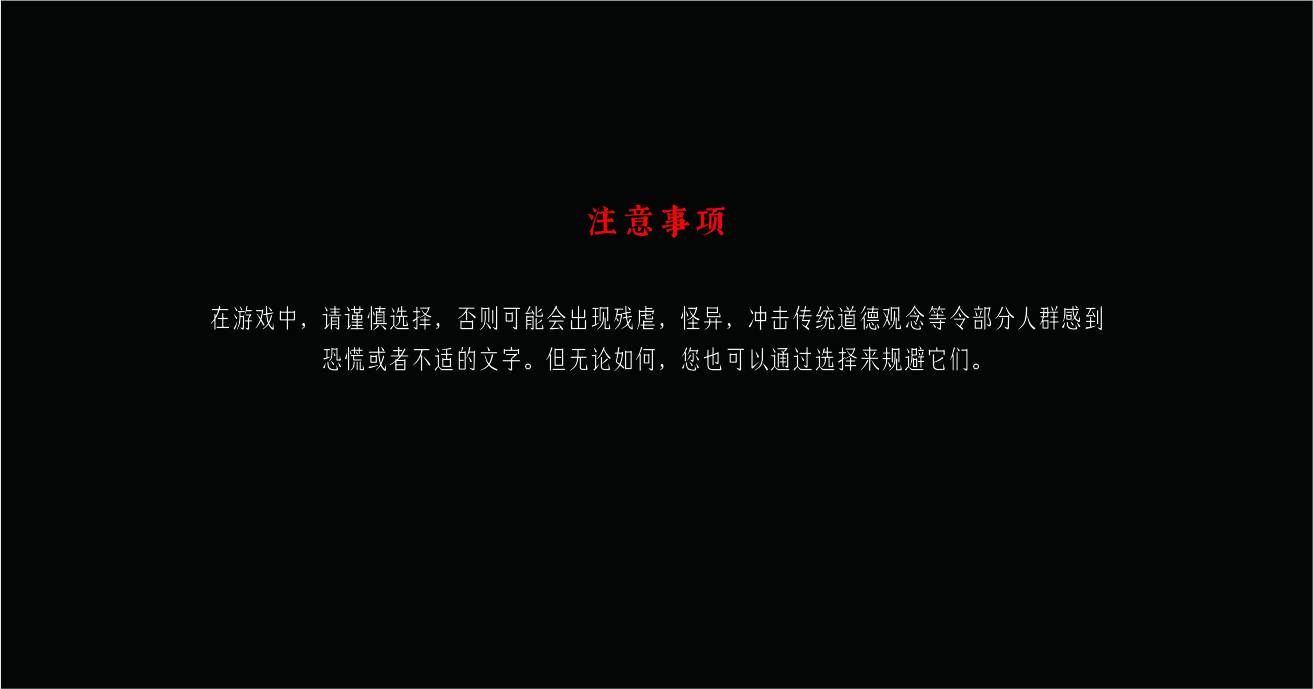 注意事项
在游戏中，请谨慎选择，否则可能会出现残虐，怪异，冲击传统道德观念等令部分人群感到
恐慌或者不适的文字。但无论如何，您也可以通过选择来规避它们。